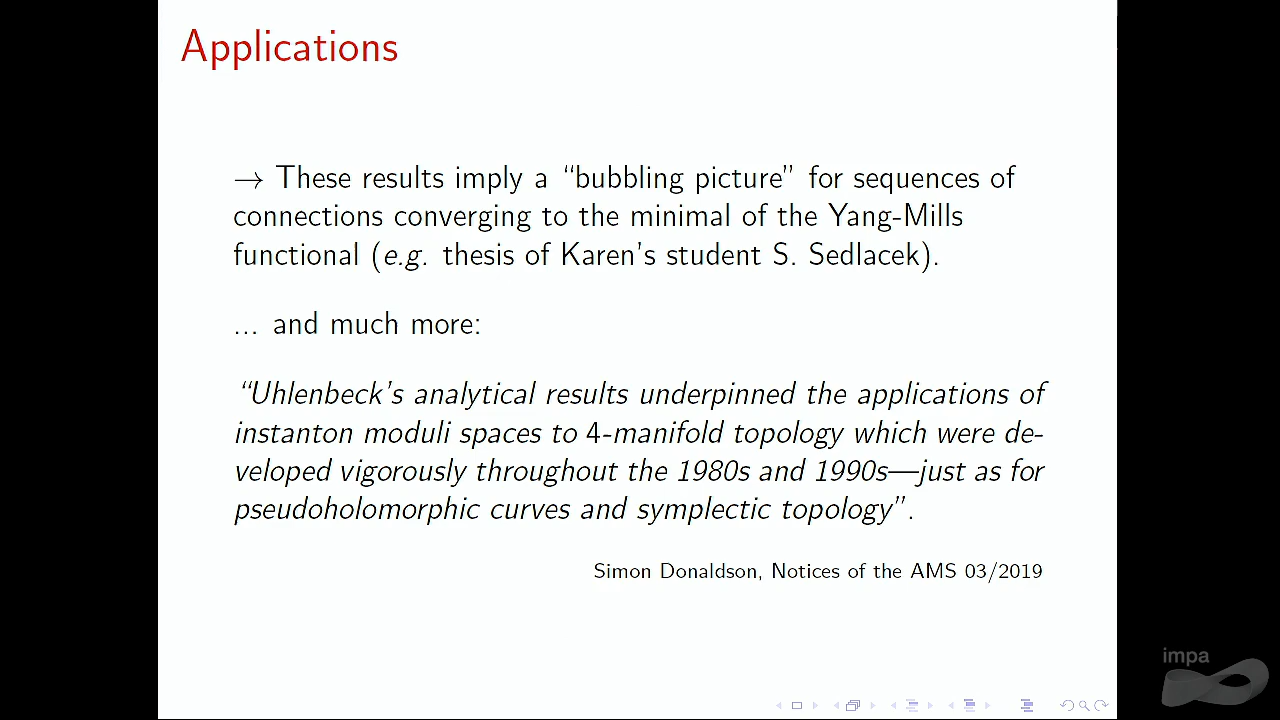 Applications
→ These results imply a “bubbling picture” for sequences of
connections converging to the minimal of the Yang-Mills
functional (e.g. thesis of Karen’s student S. Sedlacek).
... and much more:
“Uhlenbeck’s analytical results underpinned the applications of
instanton moduli spaces to 4-manifold topology which were de-
veloped vigorously throughout the 1980s and 1990s—just as for
pseudoholomorphic curves and symplectic topology”.
Simon Donaldson, Notices of the AMS 03/2019
impa